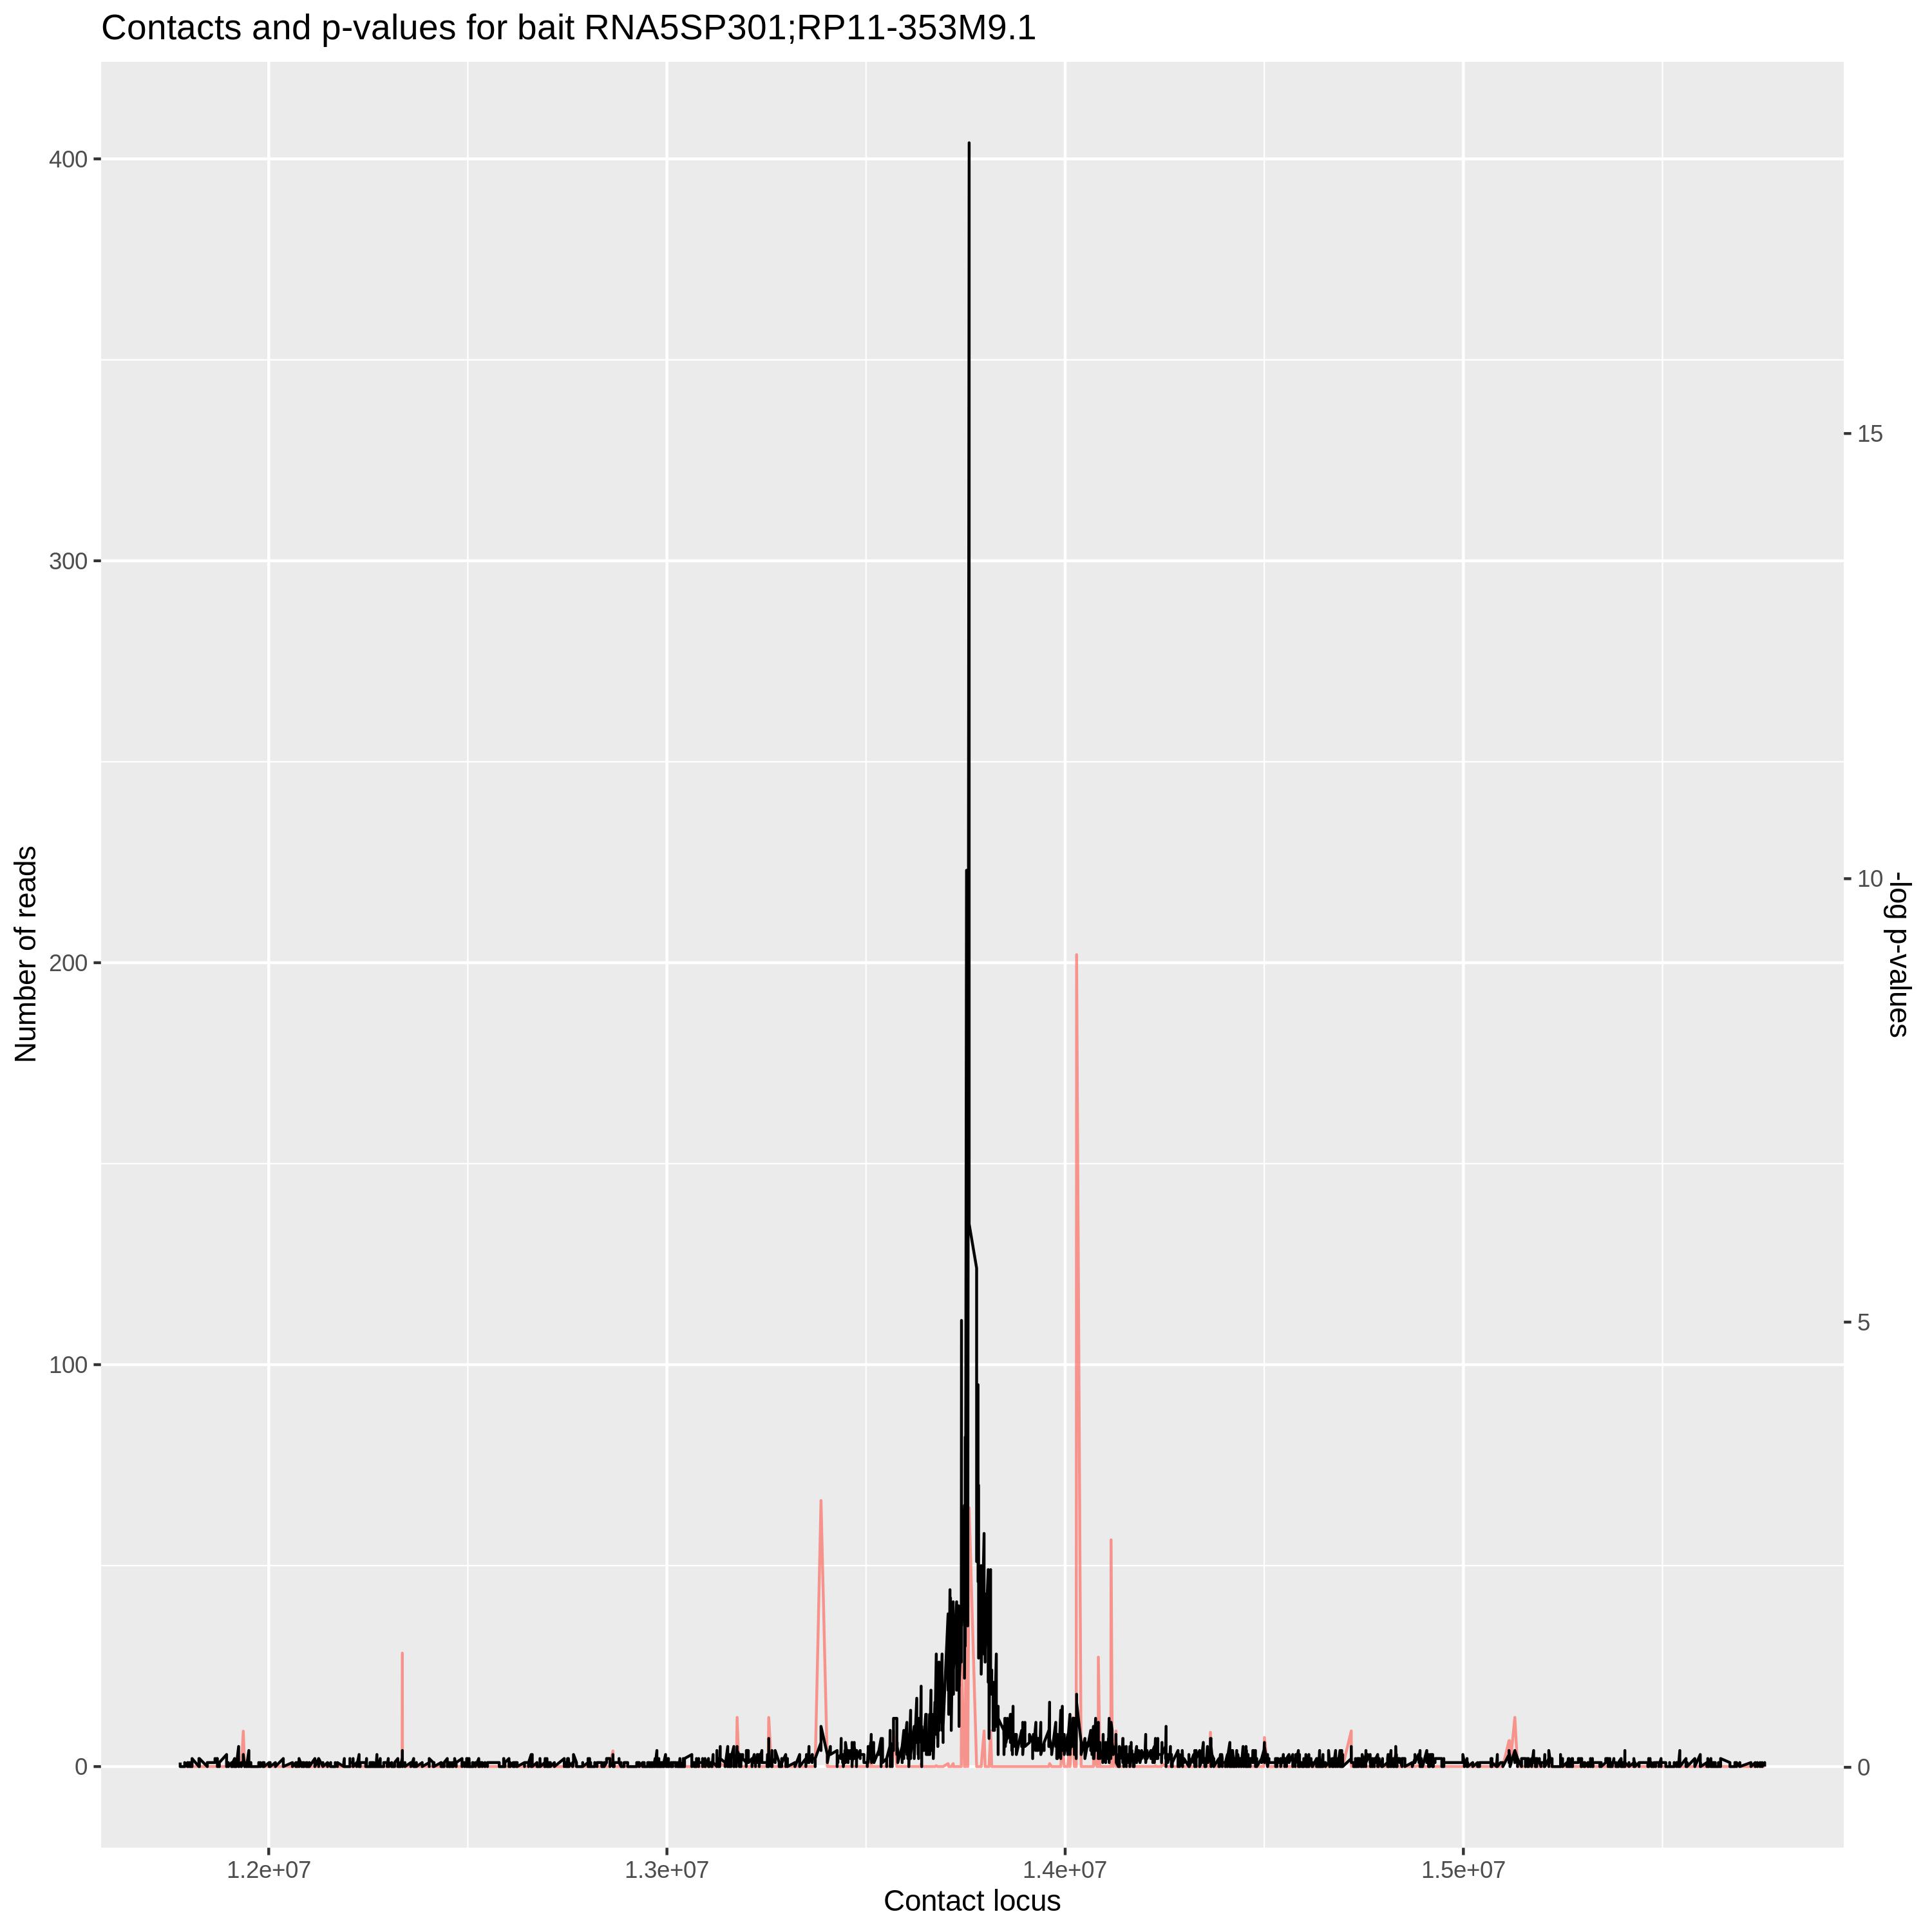 Contacts and p-values for bait RNA5SP301;RP11-353M9.1
400
300
200
100
0
Number of reads
15
10
5
0
-log p-values
1.2e+07
1.3e+07
1.4e+07
1.5e+07
Contact locus